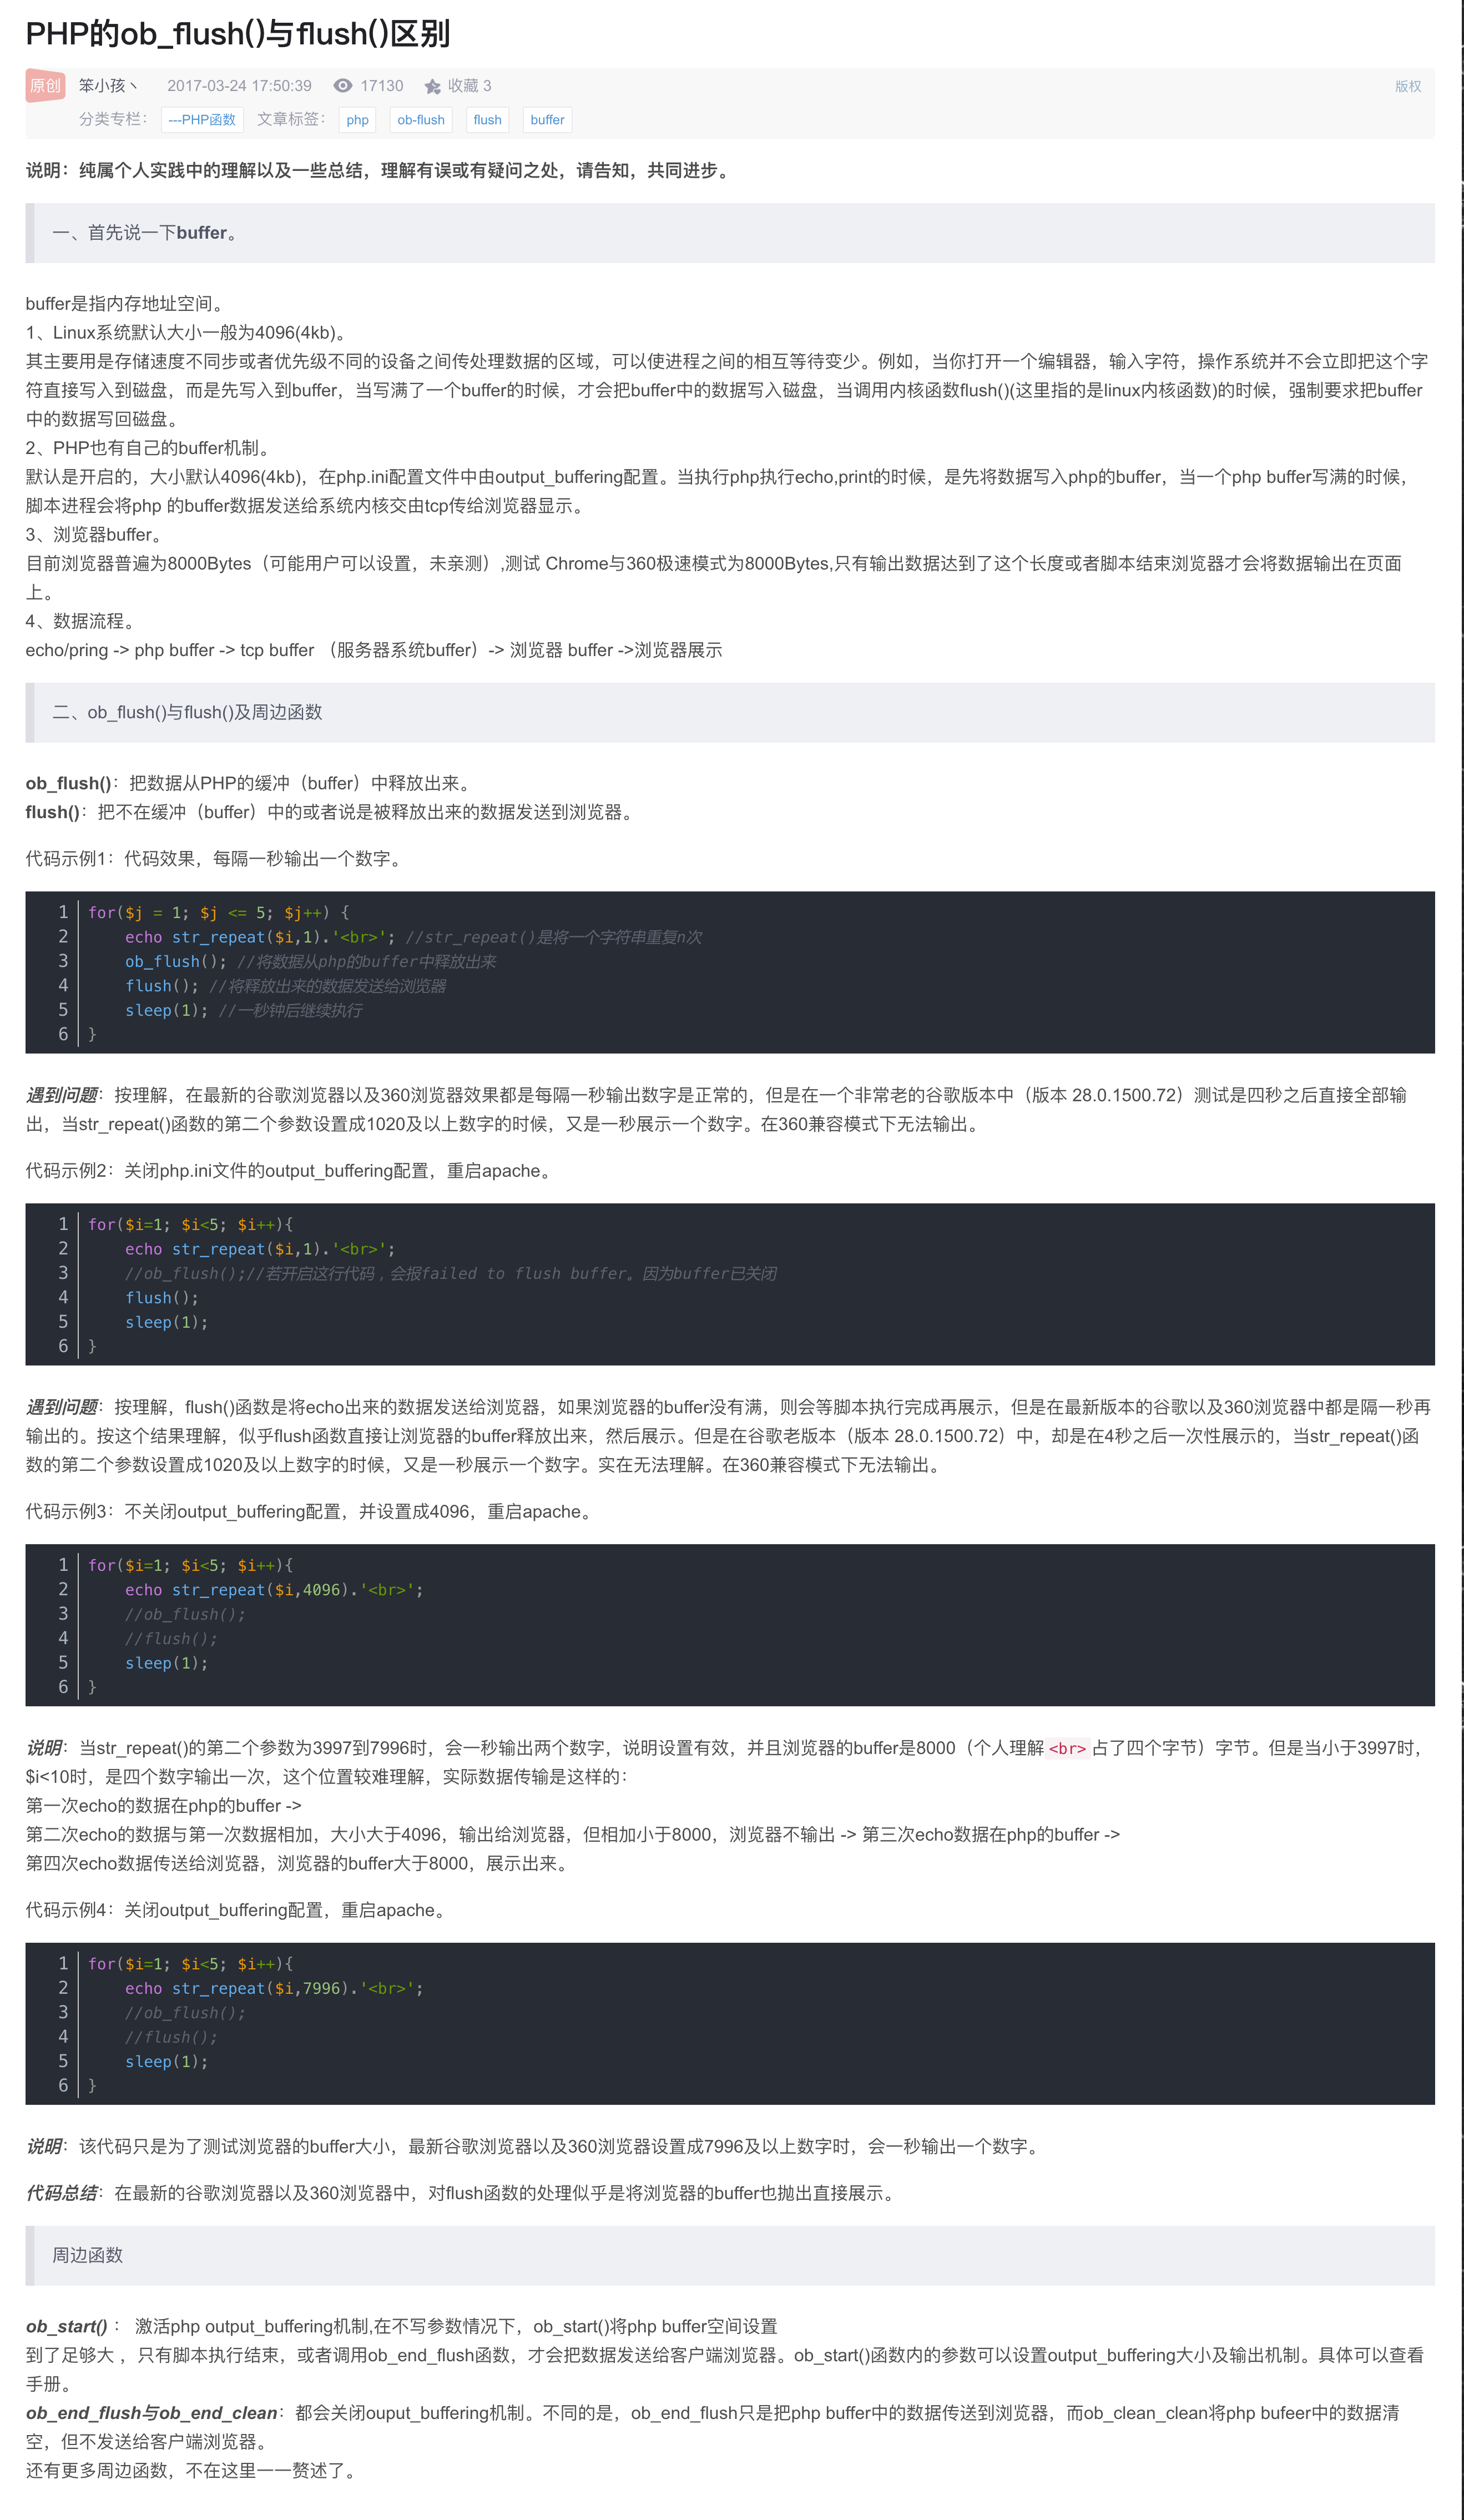 PHP的ob_flush()与flush()区别
原创 笨小孩丶 2017-03-24 17:50:39 17130 收藏 3 版权
分类专栏： ---PHP函数 文章标签： php ob-flush flush buffer
说明：纯属个人实践中的理解以及一些总结，理解有误或有疑问之处，请告知，共同进步。
一、首先说一下buffer。
buffer是指内存地址空间。
1、Linux系统默认大小一般为4096(4kb)。
其主要用是存储速度不同步或者优先级不同的设备之间传处理数据的区域，可以使进程之间的相互等待变少。例如，当你打开一个编辑器，输入字符，操作系统并不会立即把这个字
符直接写入到磁盘，而是先写入到buffer，当写满了一个buffer的时候，才会把buffer中的数据写入磁盘，当调用内核函数flush()(这里指的是linux内核函数)的时候，强制要求把buffer
中的数据写回磁盘。
2、PHP也有自己的buffer机制。
默认是开启的，大小默认4096(4kb)，在php.ini配置文件中由output_buffering配置。当执行php执行echo,print的时候，是先将数据写入php的buffer，当一个php buffer写满的时候，
脚本进程会将php 的buffer数据发送给系统内核交由tcp传给浏览器显示。
3、浏览器buffer。
目前浏览器普遍为8000Bytes（可能用户可以设置，未亲测）,测试 Chrome与360极速模式为8000Bytes,只有输出数据达到了这个长度或者脚本结束浏览器才会将数据输出在页面
上。
4、数据流程。
echo/pring -> php buffer -> tcp buffer （服务器系统buffer）-> 浏览器 buffer ->浏览器展示
二、ob_flush()与flush()及周边函数
ob_flush()：把数据从PHP的缓冲（buffer）中释放出来。
flush()：把不在缓冲（buffer）中的或者说是被释放出来的数据发送到浏览器。
代码示例1：代码效果，每隔一秒输出一个数字。
1 for($j = 1; $j <= 5; $j++) {
2 echo str_repeat($i,1).'<br>'; //str_repeat()是将一个字符串重复n次
3 ob_flush(); //将数据从php的buffer中释放出来
4 flush(); //将释放出来的数据发送给浏览器
5 sleep(1); //一秒钟后继续执行
6 }
遇到问题：按理解，在最新的谷歌浏览器以及360浏览器效果都是每隔一秒输出数字是正常的，但是在一个非常老的谷歌版本中（版本 28.0.1500.72）测试是四秒之后直接全部输
出，当str_repeat()函数的第二个参数设置成1020及以上数字的时候，又是一秒展示一个数字。在360兼容模式下无法输出。
代码示例2：关闭php.ini文件的output_buffering配置，重启apache。
1 for($i=1; $i<5; $i++){
2 echo str_repeat($i,1).'<br>';
3 //ob_flush();//若开启这行代码，会报failed to flush buffer。因为buffer已关闭
4 flush();
5 sleep(1);
6 }
遇到问题：按理解，flush()函数是将echo出来的数据发送给浏览器，如果浏览器的buffer没有满，则会等脚本执行完成再展示，但是在最新版本的谷歌以及360浏览器中都是隔一秒再
输出的。按这个结果理解，似乎flush函数直接让浏览器的buffer释放出来，然后展示。但是在谷歌老版本（版本 28.0.1500.72）中，却是在4秒之后一次性展示的，当str_repeat()函
数的第二个参数设置成1020及以上数字的时候，又是一秒展示一个数字。实在无法理解。在360兼容模式下无法输出。
代码示例3：不关闭output_buffering配置，并设置成4096，重启apache。
1 for($i=1; $i<5; $i++){
2 echo str_repeat($i,4096).'<br>';
3 //ob_flush();
4 //flush();
5 sleep(1);
6 }
说明：当str_repeat()的第二个参数为3997到7996时，会一秒输出两个数字，说明设置有效，并且浏览器的buffer是8000（个人理解<br>占了四个字节）字节。但是当小于3997时，
$i<10时，是四个数字输出一次，这个位置较难理解，实际数据传输是这样的：
第一次echo的数据在php的buffer ->
第二次echo的数据与第一次数据相加，大小大于4096，输出给浏览器，但相加小于8000，浏览器不输出 -> 第三次echo数据在php的buffer ->
第四次echo数据传送给浏览器，浏览器的buffer大于8000，展示出来。
代码示例4：关闭output_buffering配置，重启apache。
1 for($i=1; $i<5; $i++){
2 echo str_repeat($i,7996).'<br>';
3 //ob_flush();
4 //flush();
5 sleep(1);
6 }
说明：该代码只是为了测试浏览器的buffer大小，最新谷歌浏览器以及360浏览器设置成7996及以上数字时，会一秒输出一个数字。
代码总结：在最新的谷歌浏览器以及360浏览器中，对flush函数的处理似乎是将浏览器的buffer也抛出直接展示。
周边函数
ob_start() ： 激活php output_buffering机制,在不写参数情况下，ob_start()将php buffer空间设置
到了足够大 ，只有脚本执行结束，或者调用ob_end_flush函数，才会把数据发送给客户端浏览器。ob_start()函数内的参数可以设置output_buffering大小及输出机制。具体可以查看
手册。
ob_end_flush与ob_end_clean：都会关闭ouput_buffering机制。不同的是，ob_end_flush只是把php buffer中的数据传送到浏览器，而ob_clean_clean将php bufeer中的数据清
空，但不发送给客户端浏览器。
还有更多周边函数，不在这里一一赘述了。